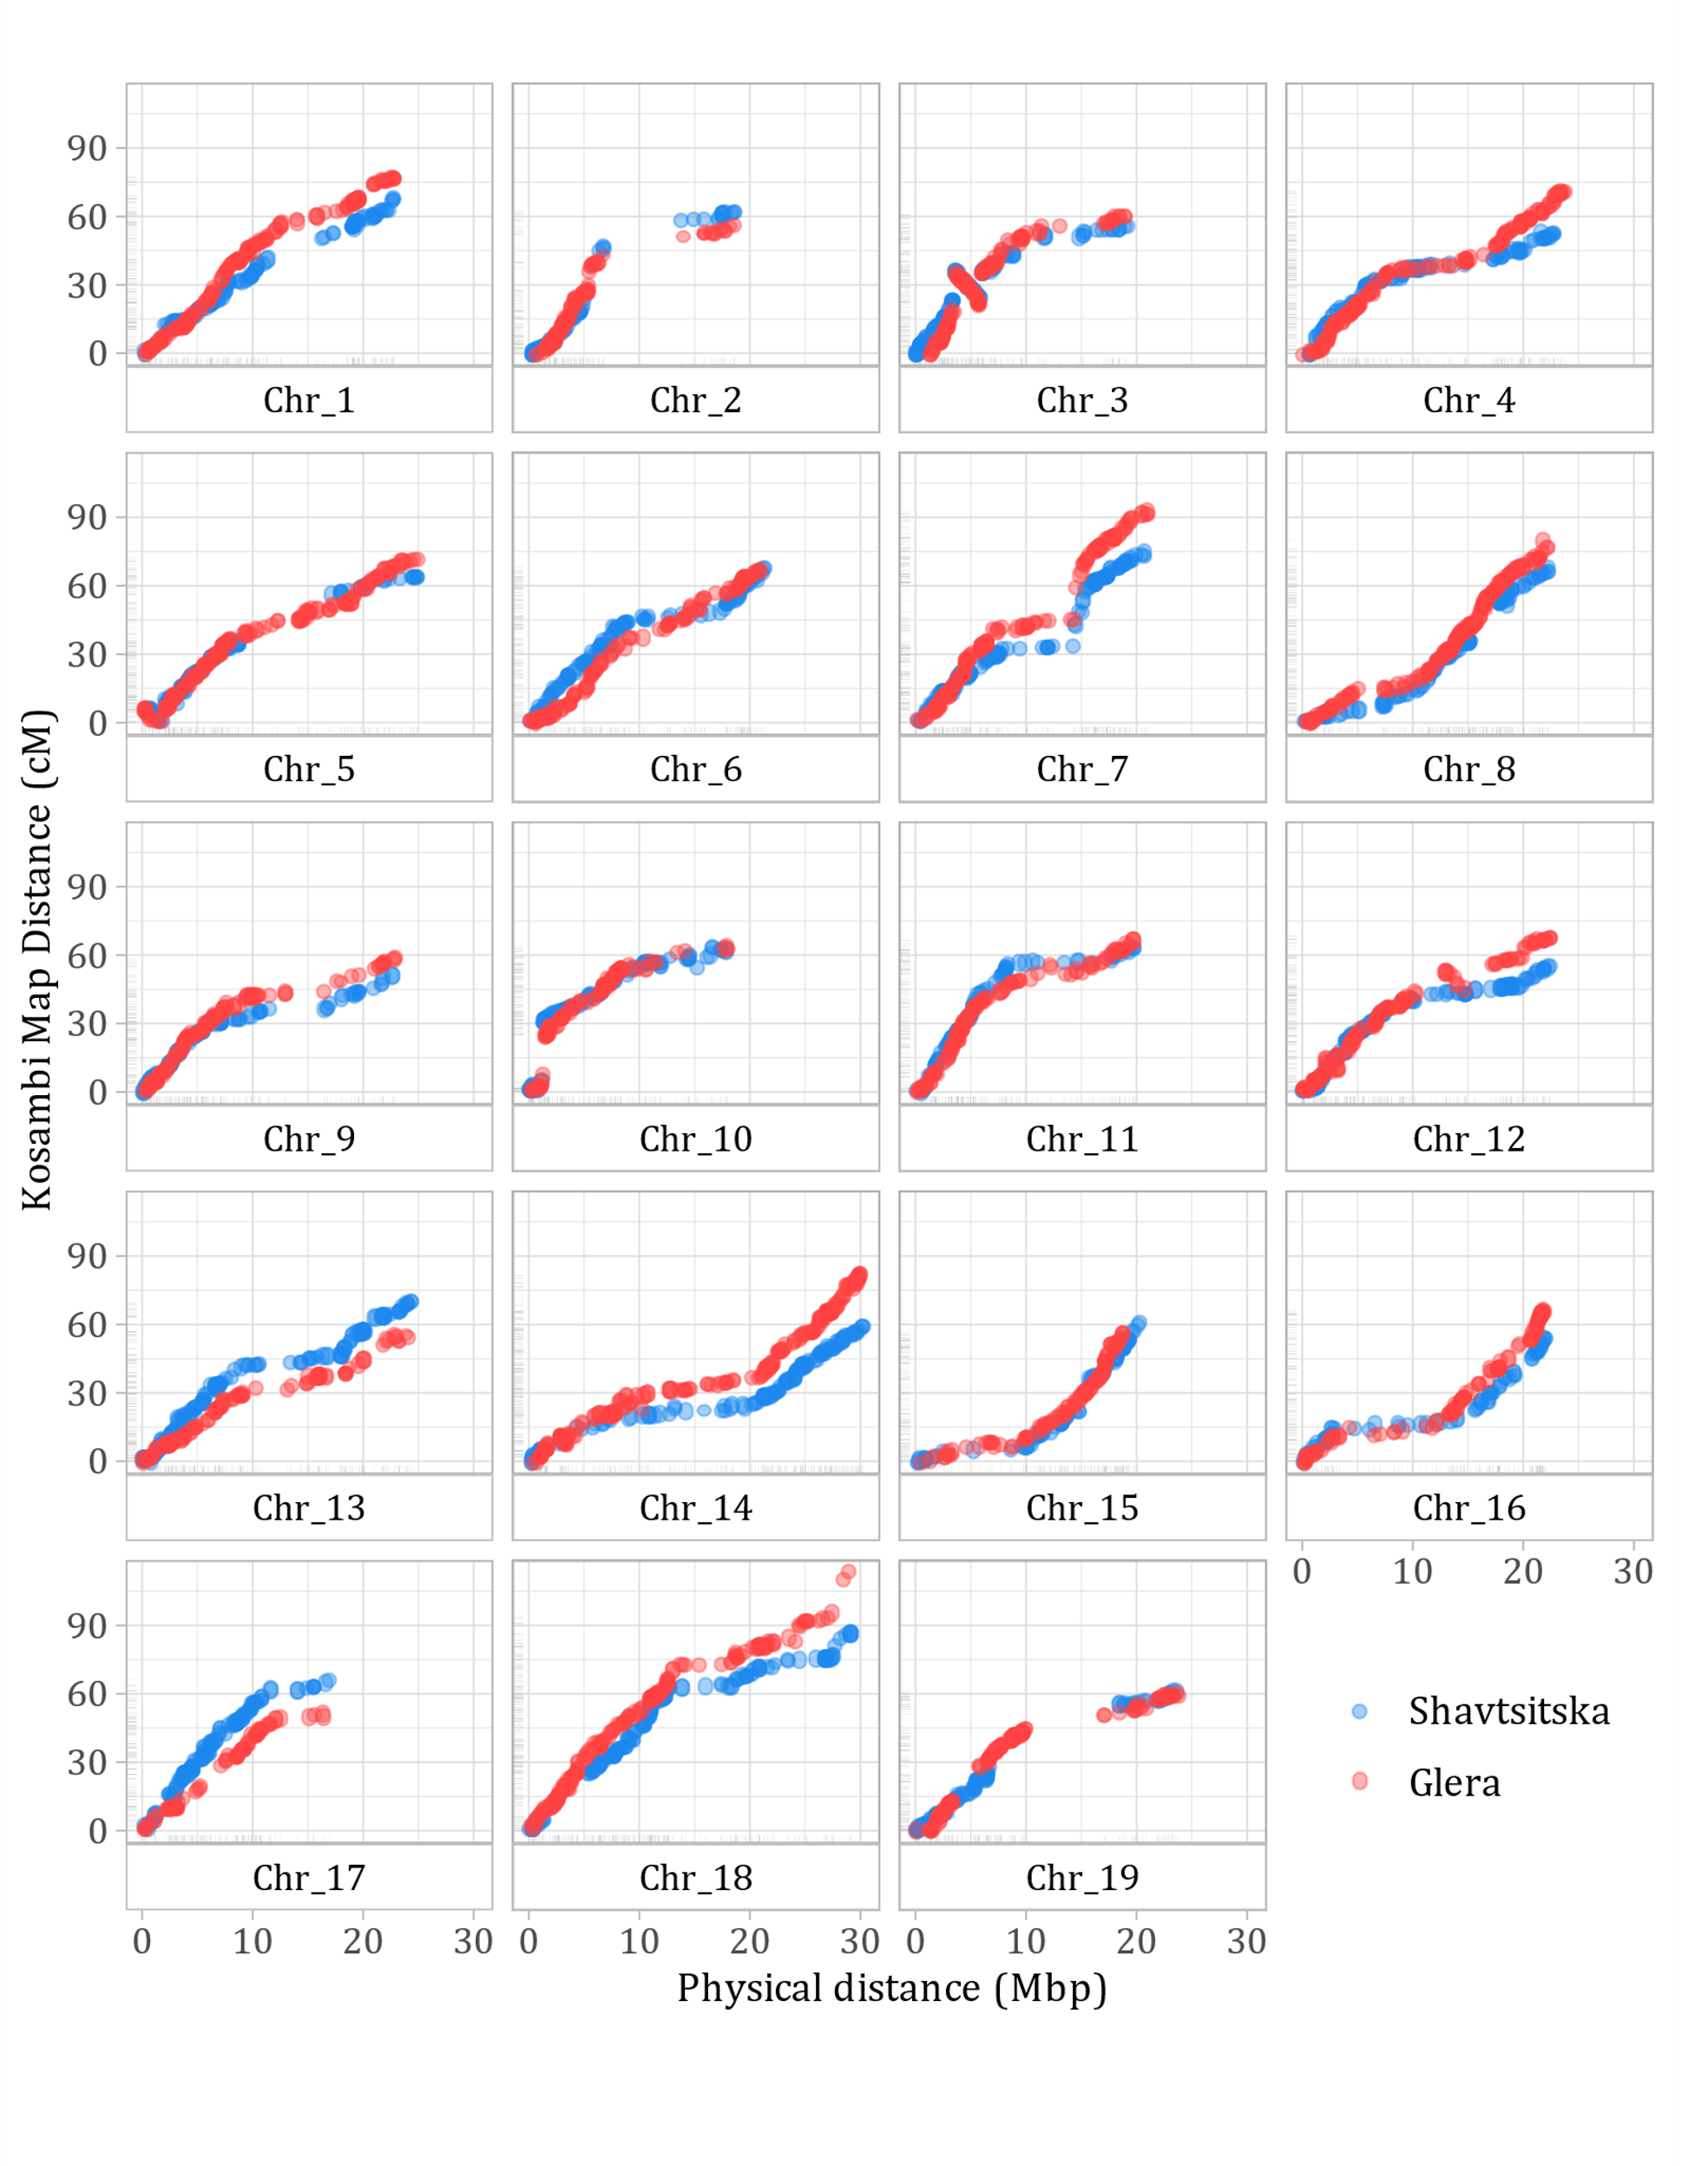 90
60
30
0
Chr_1
Chr_2
Chr_3
Chr_4
90
60
30
0
Chr_5
Chr_6
Chr_7
Chr_8
90
60
30
0
Chr_9
Chr_10
Chr_11
Chr_12
90
60
30
0
Chr_13
Chr_14
Chr_15
Chr_16
0 10 20 30
90
60
30
0
Chr_17
Chr_18
Chr_19
0 10 20 30
0 10 20 30
0 10 20 30
Kosambi Map Distance (cM)
Physical distance (Mbp)
Shavtsitska
Glera